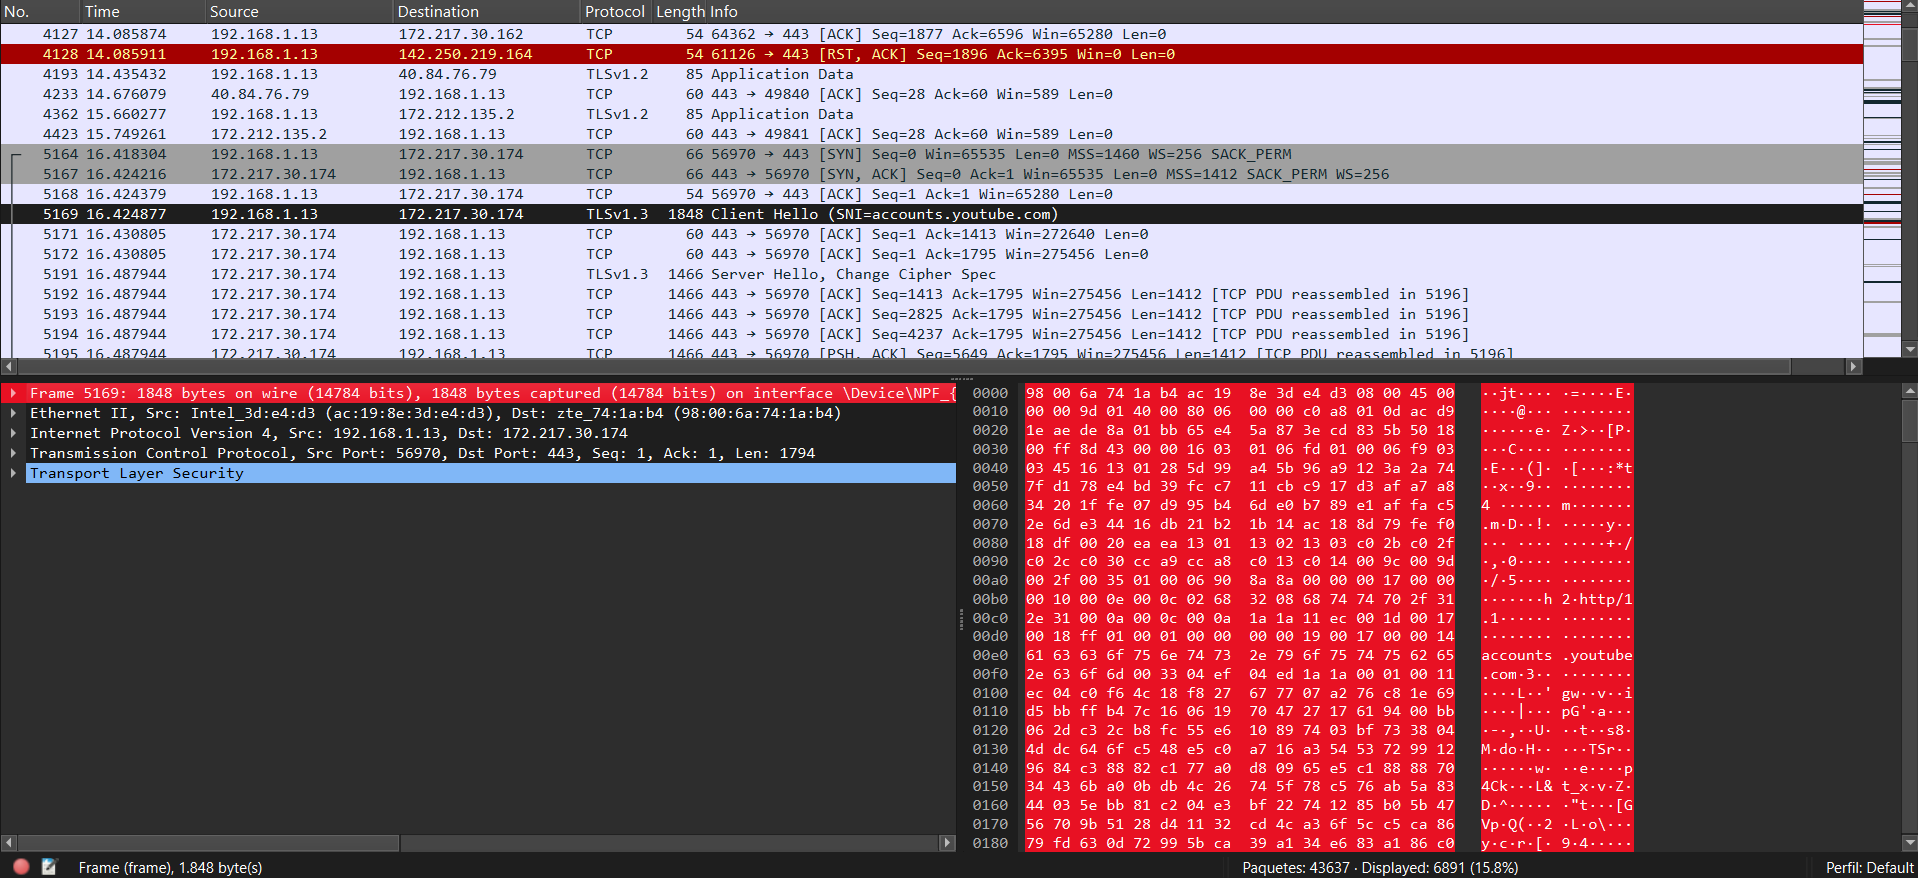 No. Time Source Destination Protocol Length Info
4127 14.085874 192.168.1.13 172.217.30.162 TCP 54 64362 → 443 [ACK] Seq=1877 Ack=6596 Win=65280 Len=0
4128 14.085911 192.168.1.13 142.250.219.164 TCP 54 61126 → 443 [RST, ACK] Seq=1896 Ack=6395 Win=0 Len=0
4193 14.435432 192.168.1.13 40.84.76.79 TLSv1.2 85 Application Data
4233 14.676079 40.84.76.79 192.168.1.13 TCP 60 443 → 49840 [ACK] Seq=28 Ack=60 Win=589 Len=0
4362 15.660277 192.168.1.13 172.212.135.2 TLSv1.2 85 Application Data
4423 15.749261 172.212.135.2 192.168.1.13 TCP 60 443 → 49841 [ACK] Seq=28 Ack=60 Win=589 Len=0
5164 16.418304 192.168.1.13 172.217.30.174 TCP 66 56970 → 443 [SYN] Seq=0 Win=65535 Len=0 MSS=1460 WS=256 SACK_PERM
5167 16.424216 172.217.30.174 192.168.1.13 TCP 66 443 → 56970 [SYN, ACK] Seq=0 Ack=1 Win=65535 Len=0 MSS=1412 SACK_PERM WS=256
5168 16.424379 192.168.1.13 172.217.30.174 TCP 54 56970 → 443 [ACK] Seq=1 Ack=1 Win=65280 Len=0
5169 16.424877 192.168.1.13 172.217.30.174 TLSv1.3 1848 Client Hello (SNI=accounts.youtube.com)
5171 16.430805 172.217.30.174 192.168.1.13 TCP 60 443 → 56970 [ACK] Seq=1 Ack=1413 Win=272640 Len=0
5172 16.430805 172.217.30.174 192.168.1.13 TCP 60 443 → 56970 [ACK] Seq=1 Ack=1795 Win=275456 Len=0
5191 16.487944 172.217.30.174 192.168.1.13 TLSv1.3 1466 Server Hello, Change Cipher Spec
5192 16.487944 172.217.30.174 192.168.1.13 TCP 1466 443 → 56970 [ACK] Seq=1413 Ack=1795 Win=275456 Len=1412 [TCP PDU reassembled in 5196]
5193 16.487944 172.217.30.174 192.168.1.13 TCP 1466 443 → 56970 [ACK] Seq=2825 Ack=1795 Win=275456 Len=1412 [TCP PDU reassembled in 5196]
5194 16.487944 172.217.30.174 192.168.1.13 TCP 1466 443 → 56970 [ACK] Seq=4237 Ack=1795 Win=275456 Len=1412 [TCP PDU reassembled in 5196]
5195 16.487944 172.217.30.174 192.168.1.13 TCP 1466 443 → 56970 [PSH, ACK] Seq=5649 Ack=1795 Win=275456 Len=1412 [TCP PDU reassembled in 5196]
Frame 5169: 1848 bytes on wire (14784 bits), 1848 bytes captured (14784 bits) on interface \Device\NPF_{
Ethernet II, Src: Intel_3d:e4:d3 (ac:19:8e:3d:e4:d3), Dst: zte_74:1a:b4 (98:00:6a:74:1a:b4)
Internet Protocol Version 4, Src: 192.168.1.13, Dst: 172.217.30.174
Transmission Control Protocol, Src Port: 56970, Dst Port: 443, Seq: 1, Ack: 1, Len: 1794
Transport Layer Security
0000 98 00 6a 74 1a b4 ac 19 8e 3d e4 d3 08 00 45 00 ··jt···· ·=····E·
0010 00 00 9d 01 40 00 80 06 00 00 c0 a8 01 0d ac d9 ····@··· ········
0020 1e ae de 8a 01 bb 65 e4 5a 87 3e cd 83 5b 50 18 ······e· Z·>··[P·
0030 00 ff 8d 43 00 00 16 03 01 06 fd 01 00 06 f9 03 ···C···· ········
0040 03 45 16 13 01 28 5d 99 a4 5b 96 a9 12 3a 2a 74 ·E···(]· ·[···:*t
0050 7f d1 78 e4 bd 39 fc c7 11 cb c9 17 d3 af a7 a8 ··x··9·· ········
0060 34 20 1f fe 07 d9 95 b4 6d e0 b7 89 e1 af fa c5 4 ······ m·······
0070 2e 6d e3 44 16 db 21 b2 1b 14 ac 18 8d 79 fe f0 .m·D··!· ·····y··
0080 18 df 00 20 ea ea 13 01 13 02 13 03 c0 2b c0 2f ··· ···· ·····+·/
0090 c0 2c c0 30 cc a9 cc a8 c0 13 c0 14 00 9c 00 9d ·,·0···· ········
00a0 00 2f 00 35 01 00 06 90 8a 8a 00 00 00 17 00 00 ·/·5···· ········
00b0 00 10 00 0e 00 0c 02 68 32 08 68 74 74 70 2f 31 ·······h 2·http/1
00c0 2e 31 00 0a 00 0c 00 0a 1a 1a 11 ec 00 1d 00 17 .1······ ········
00d0 00 18 ff 01 00 01 00 00 00 00 19 00 17 00 00 14 ········ ········
00e0 61 63 63 6f 75 6e 74 73 2e 79 6f 75 74 75 62 65 accounts .youtube
00f0 2e 63 6f 6d 00 33 04 ef 04 ed 1a 1a 00 01 00 11 .com·3·· ········
0100 ec 04 c0 f6 4c 18 f8 27 67 77 07 a2 76 c8 1e 69 ····L··' gw··v··i
0110 d5 bb ff b4 7c 16 06 19 70 47 27 17 61 94 00 bb ····|··· pG'·a···
0120 06 2d c3 2c b8 fc 55 e6 10 89 74 03 bf 73 38 04 ·-·,··U· ··t··s8·
0130 4d dc 64 6f c5 48 e5 c0 a7 16 a3 54 53 72 99 12 M·do·H·· ···TSr··
0140 96 84 c3 88 82 c1 77 a0 d8 09 65 e5 c1 88 88 70 ······w· ··e····p
0150 34 43 6b a0 0b db 4c 26 74 5f 78 c5 76 ab 5a 83 4Ck···L& t_x·v·Z·
0160 44 03 5e bb 81 c2 04 e3 bf 22 74 12 85 b0 5b 47 D·^····· ·"t···[G
0170 56 70 9b 51 28 d4 11 32 cd 4c a3 6f 5c c5 ca 86 Vp·Q(··2 ·L·o\···
0180 79 fd 63 0d 72 99 5b ca 39 a1 34 e6 83 a1 86 c0 y·c·r·[· 9·4·····
Frame (frame), 1.848 byte(s) Paquetes: 43637 · Displayed: 6891 (15.8%) Perfil: Default